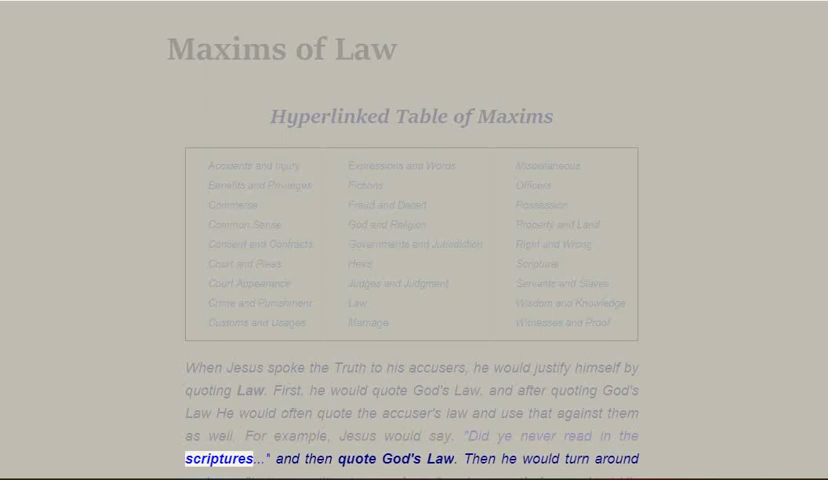 Maxims of Law
Hyperlinked Table of Maxims
Accidents and Injury Expressions and Words Miscellaneous
Benefits and Privileges Fictions Officers
Commerse Fraud and Deceit Possession
Common Sense God and Religion Property and Land
Consent and Contracts Governments and Jurisdiction Right and Wrong
Court and Pleas Heirs Scripture
Court Appearance Judges and Judgment Servants and Slaves
Crime and Punishment Law Wisdom and Knowledge
Customs and Usages Marriage Witnesses and Proof
When Jesus spoke the Truth to his accusers, he would justify himself by
quoting Law. First, he would quote God's Law, and after quoting God's
Law He would often quote the accuser's law and use that against them
as well. For example, Jesus would say, "Did ye never read in the
scriptures..." and then quote God's Law. Then he would turn around